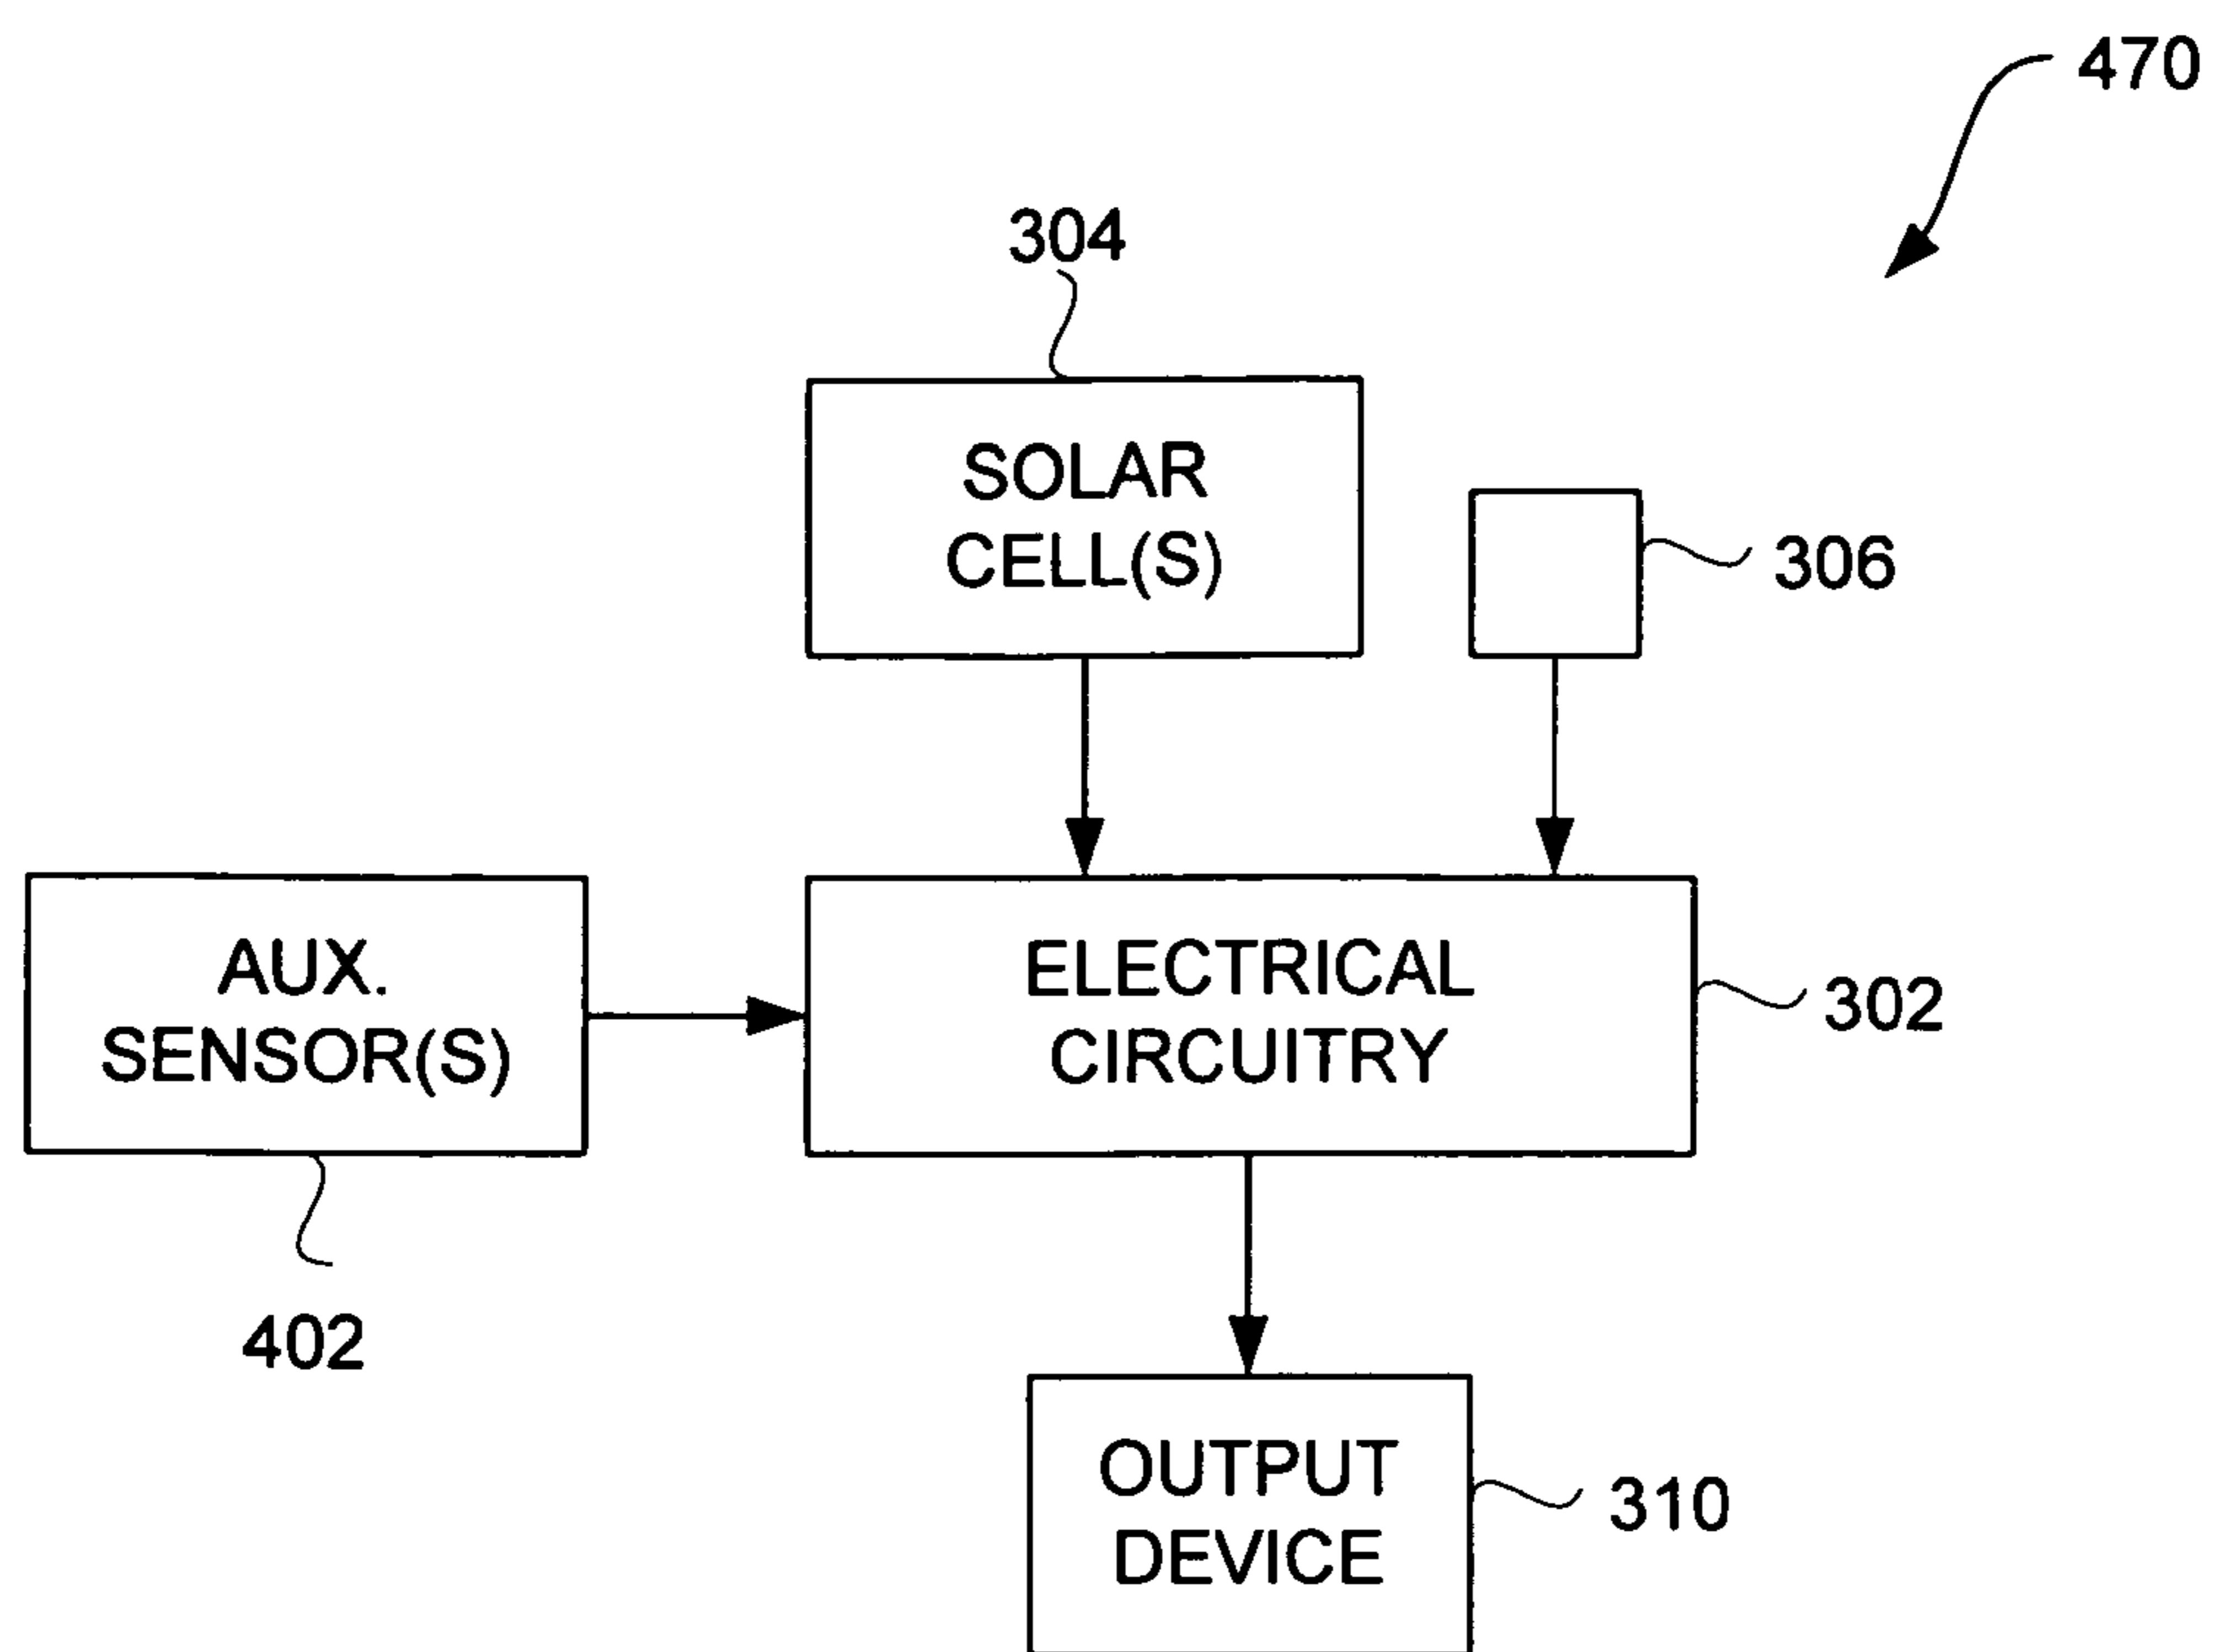 470
304
SOLAR
CELL(S)
306
AUX.
SENSOR(S)
ELECTRICAL
CIRCUITRY
302
402
OUTPUT
DEVICE
310